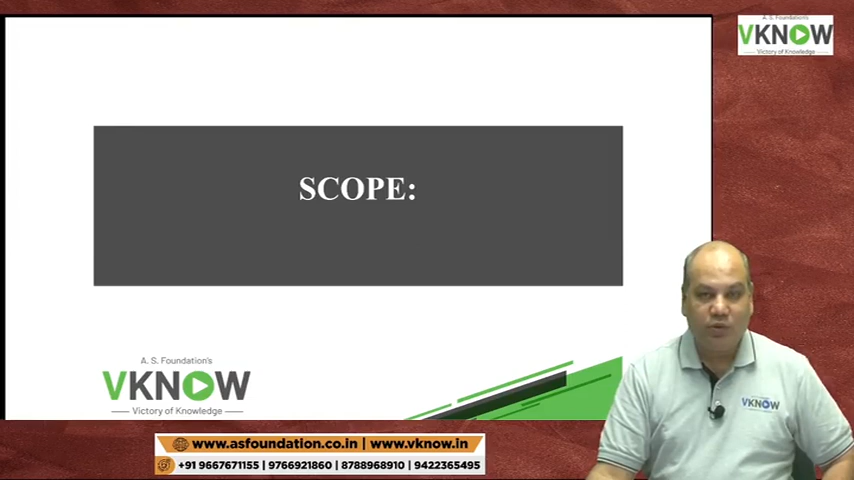 A. S. Foundation's
VKNOW
Victory of Knowledge
SCOPE:
A. S. Foundation's
VKNOW
Victory of Knowledge
VKNOW
www.asfoundation.co.in | www.vknow.in
+91 9667671155 | 9766921860 | 8788968910 | 9422365495